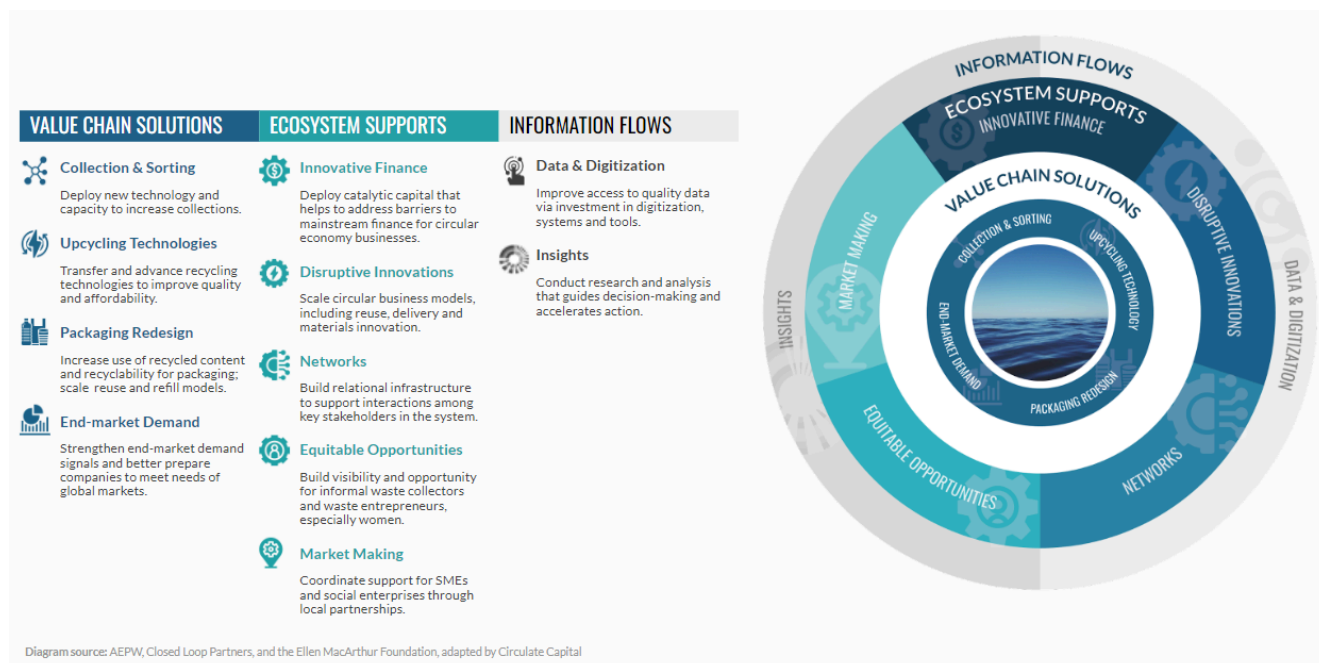 VALUE CHAIN SOLUTIONS
Collection & Sorting
Deploy new technology and
capacity to increase collections.
Upcycling Technologies
Transfer and advance recycling
technologies to improve quality
and affordability.
Packaging Redesign
Increase use of recycled content
and recyclability for packaging;
scale reuse and refill models.
End-market Demand
Strengthen end-market demand
signals and better prepare
companies to meet needs of
global markets.
ECOSYSTEM SUPPORTS
Innovative Finance
Deploy catalytic capital that
helps to address barriers to
mainstream finance for circular
economy businesses.
Disruptive Innovations
Scale circular business models,
including reuse, delivery and
materials innovation.
Networks
Build relational infrastructure
to support interactions among
key stakeholders in the system.
Equitable Opportunities
Build visibility and opportunity
for informal waste collectors
and waste entrepreneurs,
especially women.
Market Making
Coordinate support for SMEs
and social enterprises through
local partnerships.
INFORMATION FLOWS
Data & Digitization
Improve access to quality data
via investment in digitization,
systems and tools.
Insights
Conduct research and analysis
that guides decision-making and
accelerates action.
INFORMATION FLOWS
ECOSYSTEM SUPPORTS
INNOVATIVE FINANCE
DISRUPTIVE INNOVATIONS
NETWORKS
EQUITABLE OPPORTUNITIES
MARKET MAKING
INSIGHTS
DATA & DIGITIZATION
VALUE CHAIN SOLUTIONS
COLLECTION & SORTING
UPCYCLING TECHNOLOGY
PACKAGING REDESIGN
END-MARKET DEMAND
Diagram source: AEPW, Closed Loop Partners, and the Ellen MacArthur Foundation, adapted by Circulate Capital